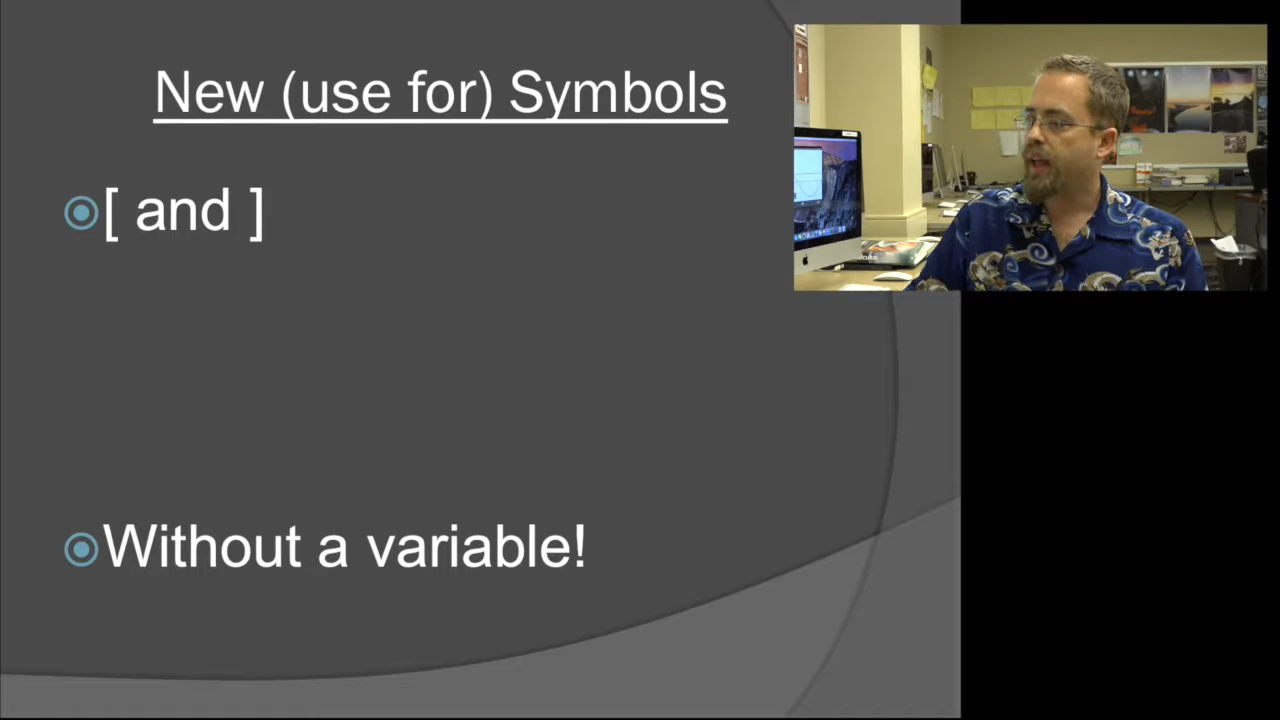 New (use for) Symbols
[ and ]
Without a variable!